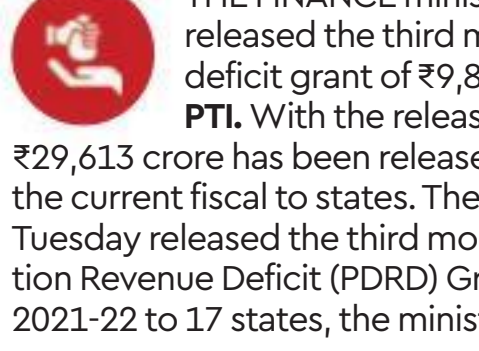 THE FINANCE minis
released the third m
deficit grant of ₹9,8
PTI. With the releas
₹29,613 crore has been release
the current fiscal to states. The
Tuesday released the third mo
tion Revenue Deficit (PDRD) Gr
2021-22 to 17 states, the minist